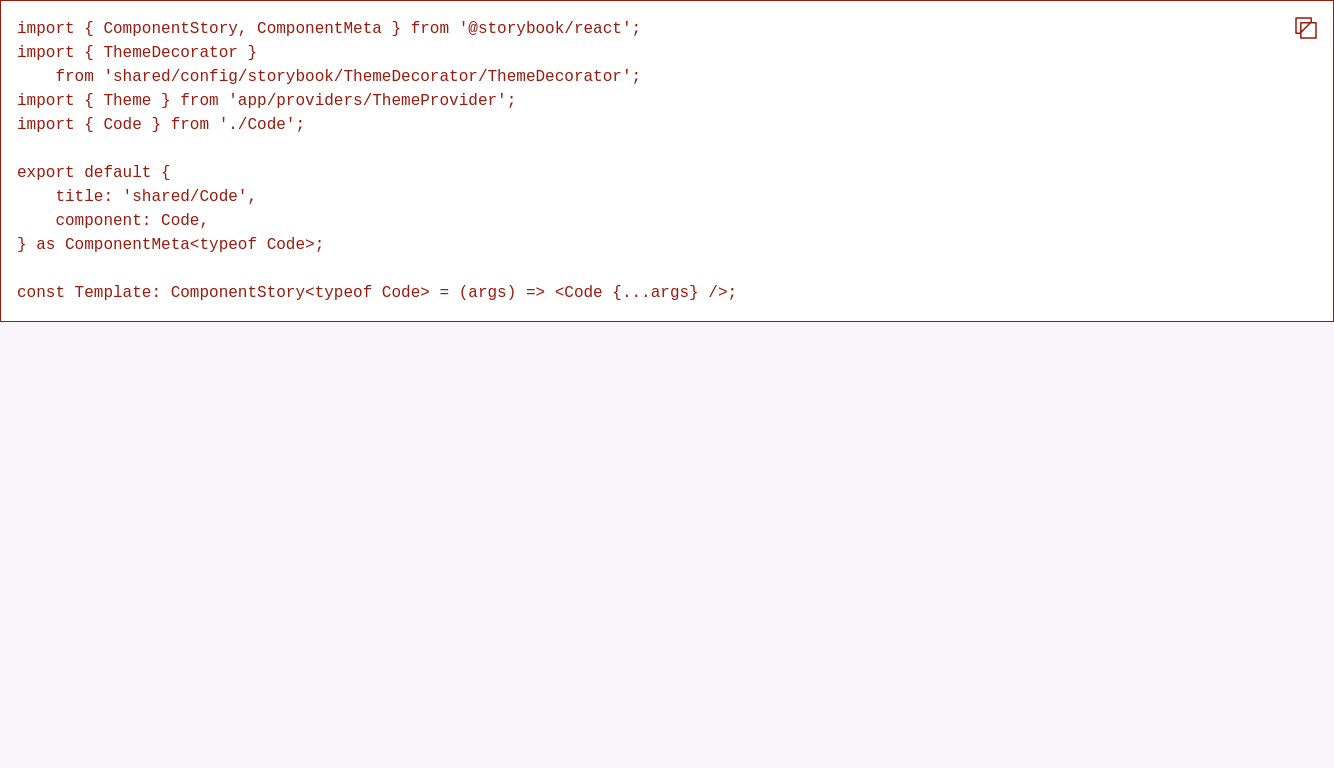 import { ComponentStory, ComponentMeta } from '@storybook/react';
import { ThemeDecorator }
    from 'shared/config/storybook/ThemeDecorator/ThemeDecorator';
import { Theme } from 'app/providers/ThemeProvider';
import { Code } from './Code';

export default {
    title: 'shared/Code',
    component: Code,
} as ComponentMeta<typeof Code>;

const Template: ComponentStory<typeof Code> = (args) => <Code {...args} />;